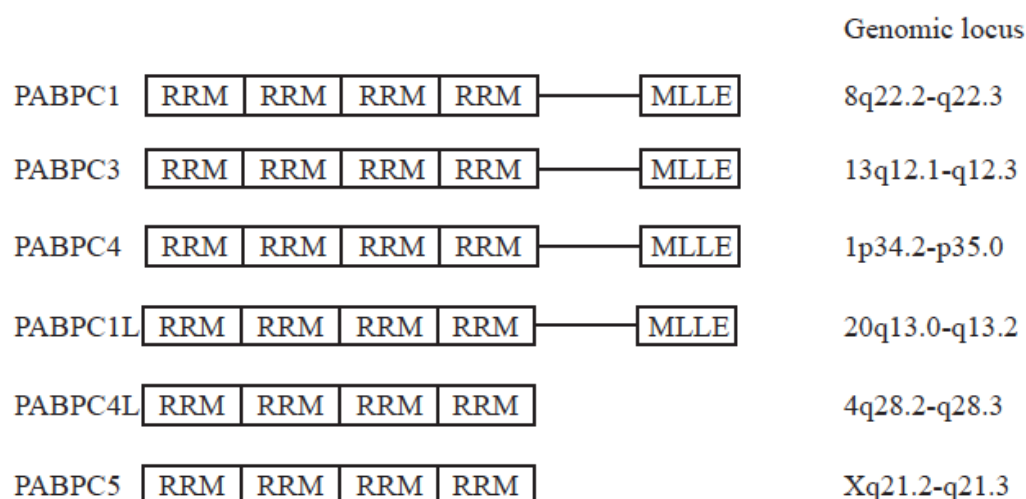 Genomic locus
PABPC1 RRM RRM RRM RRM MLLE 8q22.2-q22.3
PABPC3 RRM RRM RRM RRM MLLE 13q12.1-q12.3
PABPC4 RRM RRM RRM RRM MLLE 1p34.2-p35.0
PABPC1L RRM RRM RRM RRM MLLE 20q13.0-q13.2
PABPC4L RRM RRM RRM RRM 4q28.2-q28.3
PABPC5 RRM RRM RRM RRM Xq21.2-q21.3